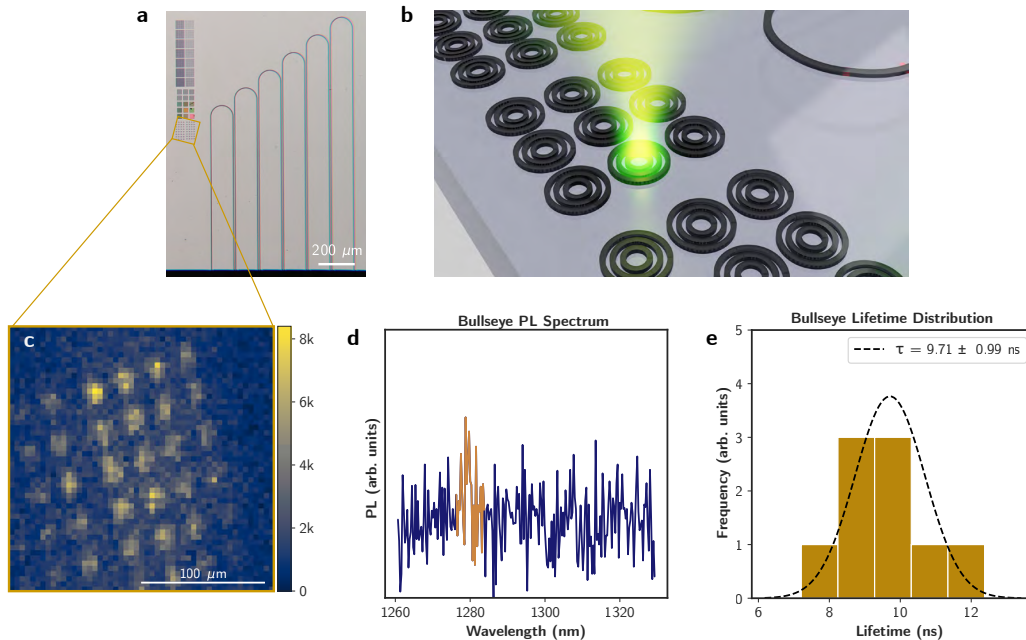 a
b
200 μm
c
8k
6k
4k
2k
0
100 μm
d
Bullseye PL Spectrum
PL (arb. units)
1260
1280
1300
1320
Wavelength (nm)
e
Bullseye Lifetime Distribution
τ = 9.71 ± 0.99 ns
Frequency (arb. units)
5
4
3
2
1
0
6
8
10
12
Lifetime (ns)